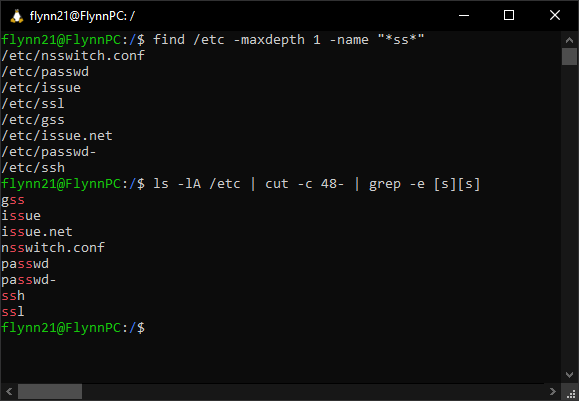 flynn21@FlynnPC: /
flynn21@FlynnPC:/$ find /etc -maxdepth 1 -name "*ss*"
/etc/nsswitch.conf
/etc/passwd
/etc/issue
/etc/ssl
/etc/gss
/etc/issue.net
/etc/passwd-
/etc/ssh
flynn21@FlynnPC:/$ ls -lA /etc | cut -c 48- | grep -e [s][s]
gss
issue
issue.net
nsswitch.conf
passwd
passwd-
ssh
ssl
flynn21@FlynnPC:/$